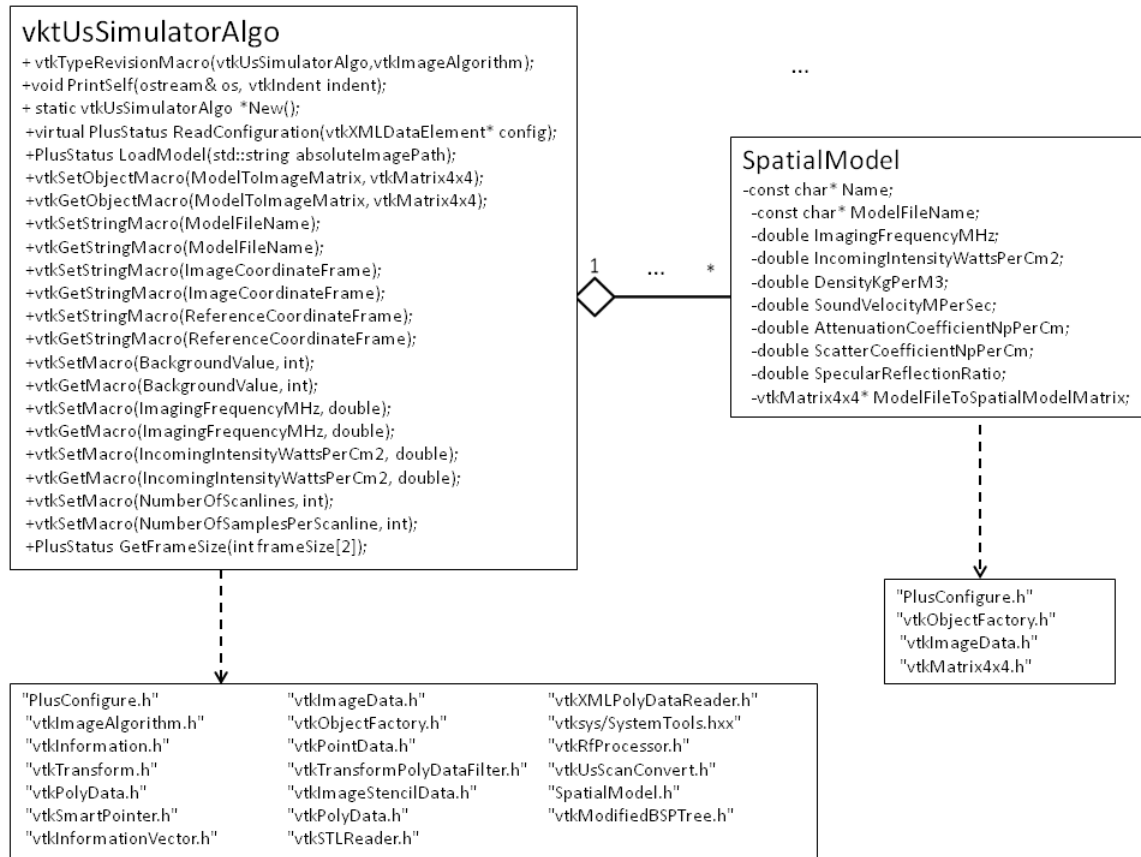 vktUsSimulatorAlgo
+ vtkTypeRevisionMacro(vtkUsSimulatorAlgo,vtkImageAlgorithm);
+void PrintSelf(ostream& os, vtkIndent indent);
+ static vtkUsSimulatorAlgo *New();
+virtual PlusStatus ReadConfiguration(vtkXMLDataElement* config);
+PlusStatus LoadModel(std::string absoluteImagePath);
+vtkSetObjectMacro(ModelToImageMatrix, vtkMatrix4x4);
+vtkGetObjectMacro(ModelToImageMatrix, vtkMatrix4x4);
+vtkSetStringMacro(ModelFileName);
+vtkGetStringMacro(ModelFileName);
+vtkSetStringMacro(ImageCoordinateFrame);
+vtkGetStringMacro(ImageCoordinateFrame);
+vtkSetStringMacro(ReferenceCoordinateFrame);
+vtkGetStringMacro(ReferenceCoordinateFrame);
+vtkSetMacro(BackgroundValue, int);
+vtkGetMacro(BackgroundValue, int);
+vtkSetMacro(ImagingFrequencyMHz, double);
+vtkGetMacro(ImagingFrequencyMHz, double);
+vtkSetMacro(IncomingIntensityWattsPerCm2, double);
+vtkGetMacro(IncomingIntensityWattsPerCm2, double);
+vtkSetMacro(NumberOfScanlines, int);
+vtkSetMacro(NumberOfSamplesPerScanline, int);
+PlusStatus GetFrameSize(int frameSize[2]);
...
1 ... *
SpatialModel
-const char* Name;
-const char* ModelFileName;
-double ImagingFrequencyMHz;
-double IncomingIntensityWattsPerCm2;
-double DensityKgPerM3;
-double SoundVelocityMPerSec;
-double AttenuationCoefficientNpPerCm;
-double ScatterCoefficientNpPerCm;
-double SpecularReflectionRatio;
-vtkMatrix4x4* ModelFileToSpatialModelMatrix;
"PlusConfigure.h"
"vtkObjectFactory.h"
"vtkImageData.h"
"vtkMatrix4x4.h"
"PlusConfigure.h"
"vtkImageAlgorithm.h"
"vtkInformation.h"
"vtkTransform.h"
"vtkPolyData.h"
"vtkSmartPointer.h"
"vtkInformationVector.h"
"vtkImageData.h"
"vtkObjectFactory.h"
"vtkPointData.h"
"vtkTransformPolyDataFilter.h"
"vtkImageStencilData.h"
"vtkPolyData.h"
"vtkSTLReader.h"
"vtkXMLPolyDataReader.h"
"vtksys/SystemTools.hxx"
"vtkRfProcessor.h"
"vtkUsScanConvert.h"
"SpatialModel.h"
"vtkModifiedBSPTree.h"